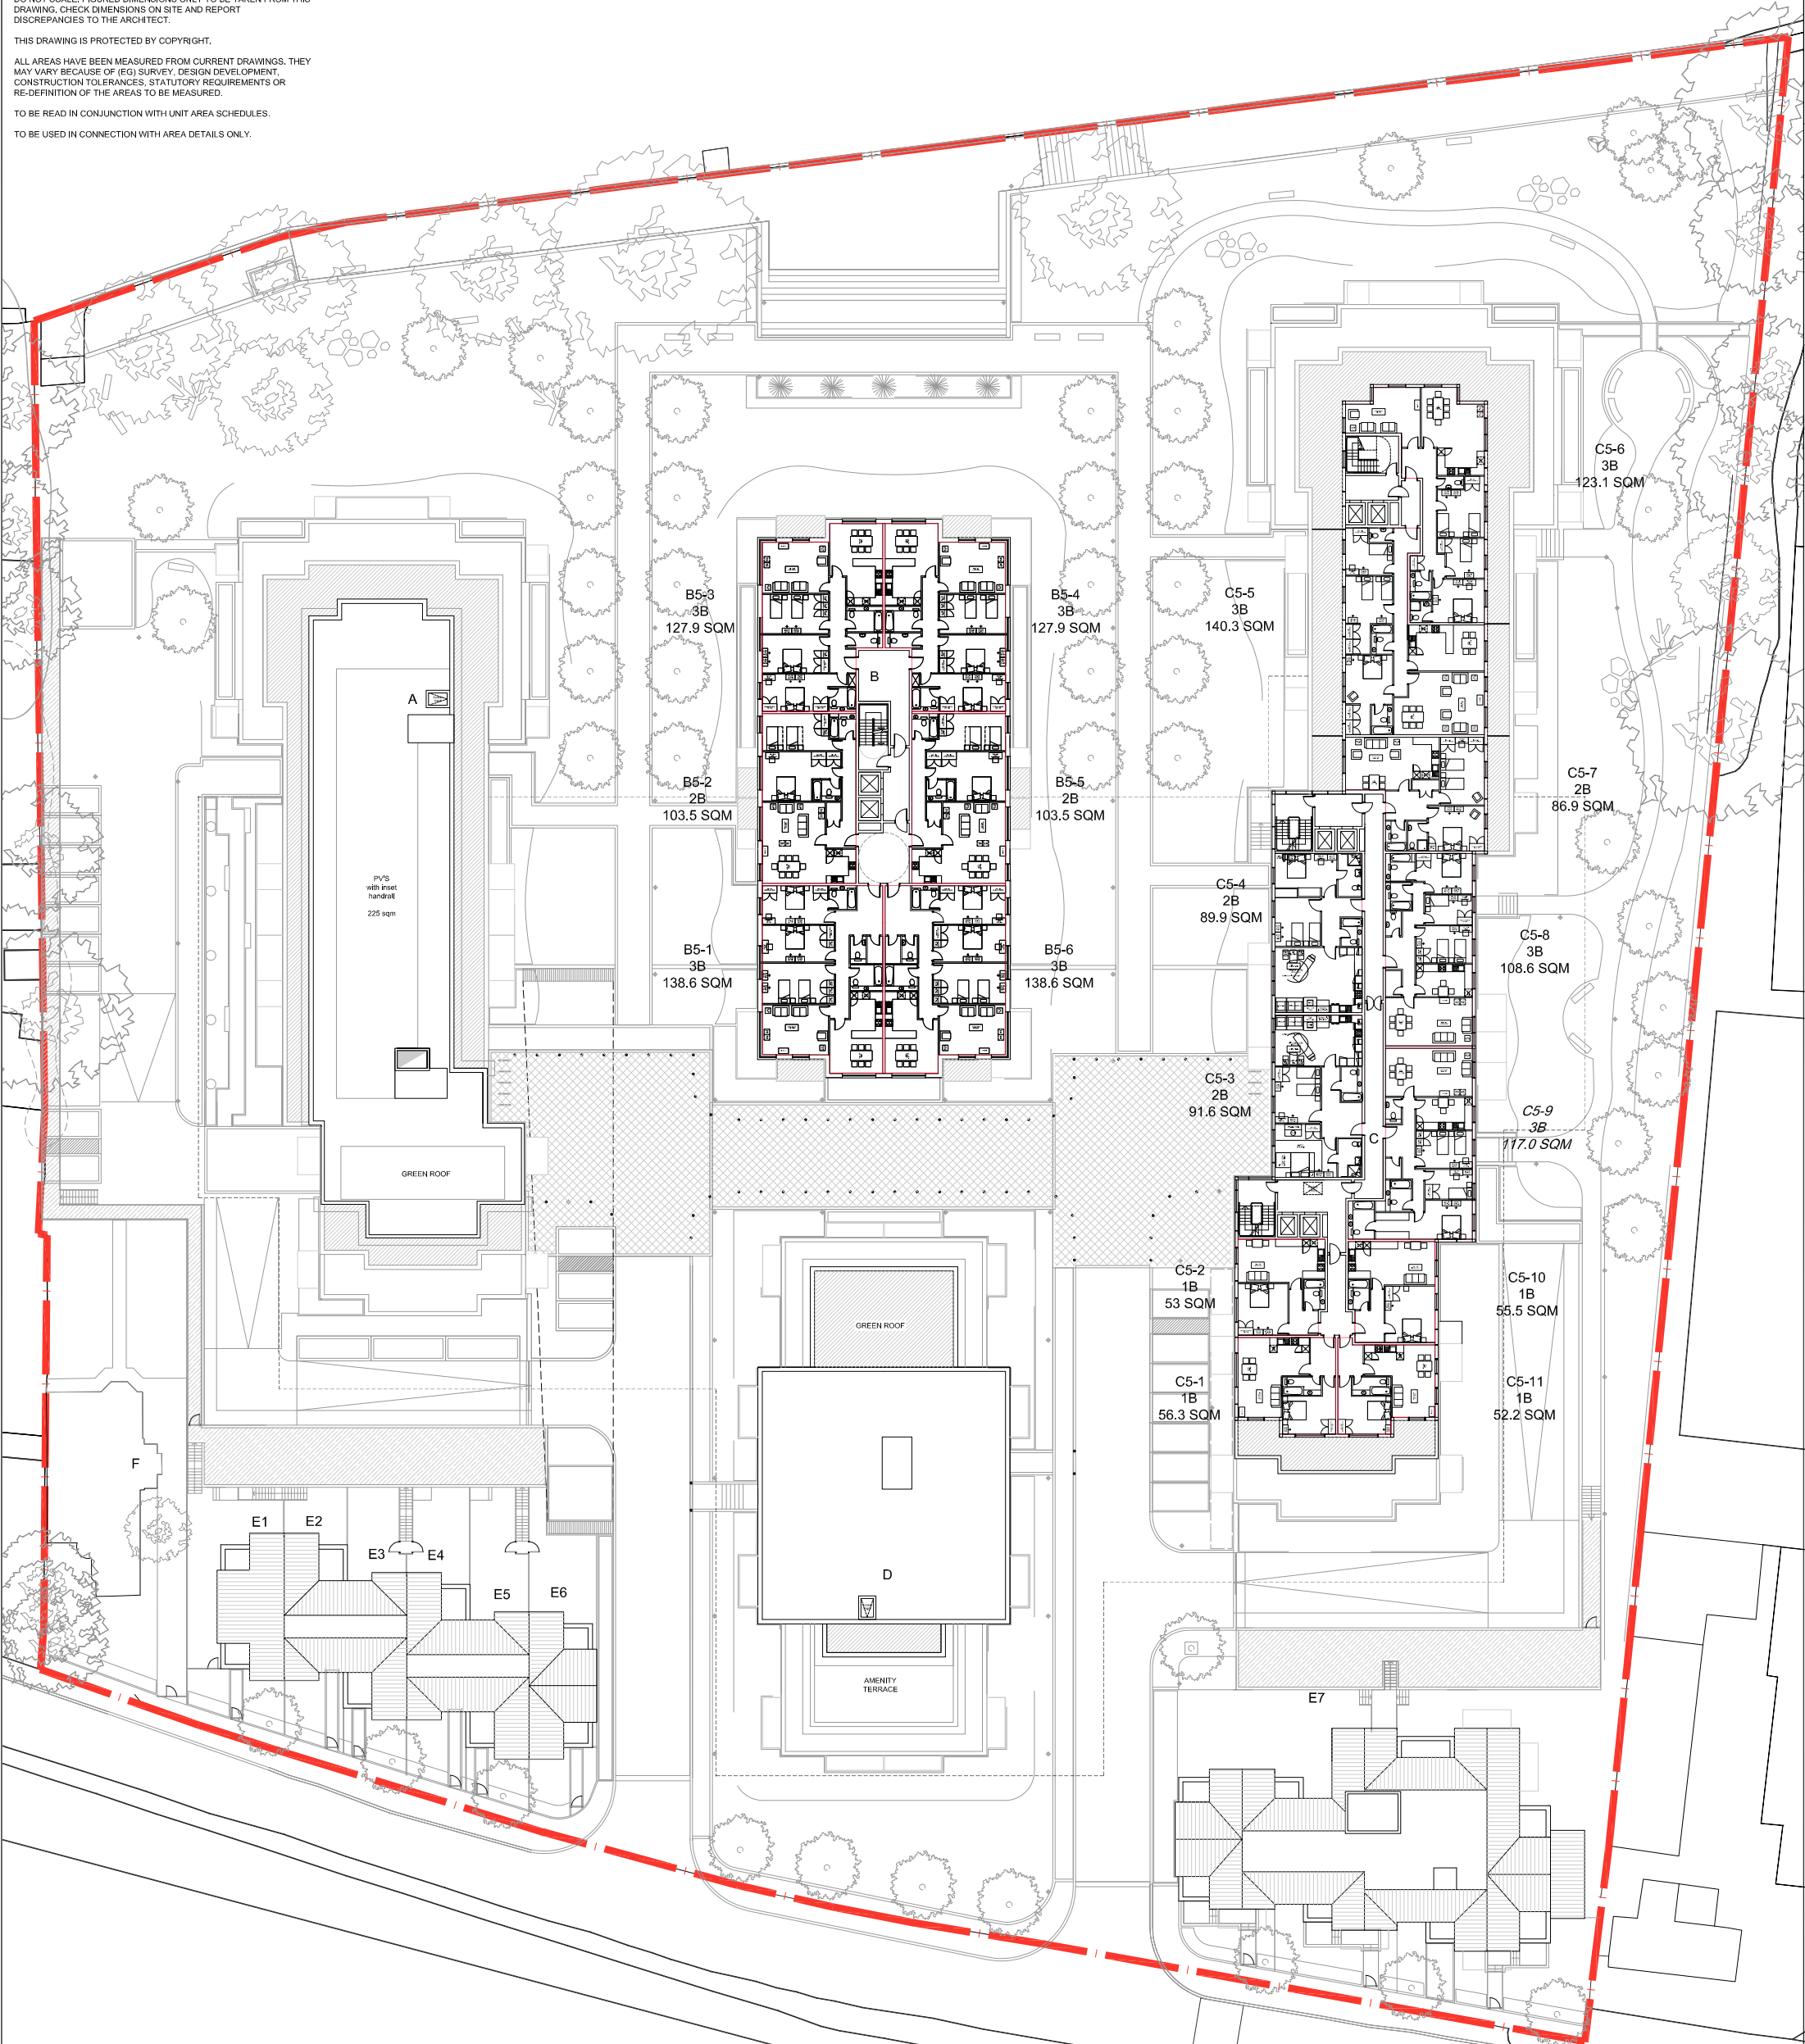 DRAWING, CHECK DIMENSIONS ON SITE AND REPORT
DISCREPANCIES TO THE ARCHITECT.
THIS DRAWING IS PROTECTED BY COPYRIGHT.
ALL AREAS HAVE BEEN MEASURED FROM CURRENT DRAWINGS. THEY
MAY VARY BECAUSE OF (EG) SURVEY, DESIGN DEVELOPMENT,
CONSTRUCTION TOLERANCES, STATUTORY REQUIREMENTS OR
RE-DEFINITION OF THE AREAS TO BE MEASURED.
TO BE READ IN CONJUNCTION WITH UNIT AREA SCHEDULES.
TO BE USED IN CONNECTION WITH AREA DETAILS ONLY.
C5-6
3B
123.1 SQM
B5-3
3B
127.9 SQM
B5-4
3B
127.9 SQM
C5-5
3B
140.3 SQM
B
A
B5-2
2B
103.5 SQM
B5-5
2B
103.5 SQM
C5-7
2B
86.9 SQM
PV'S
with inset
handrail
225 sqm
C5-4
2B
89.9 SQM
B5-1
3B
138.6 SQM
B5-6
3B
138.6 SQM
C5-8
3B
108.6 SQM
C5-3
2B
91.6 SQM
C
C5-9
3B
117.0 SQM
GREEN ROOF
C5-2
1B
53 SQM
C5-10
1B
55.5 SQM
GREEN ROOF
C5-1
1B
56.3 SQM
C5-11
1B
52.2 SQM
F
E1
E2
E3
E4
E5
E6
D
AMENITY
TERRACE
E7